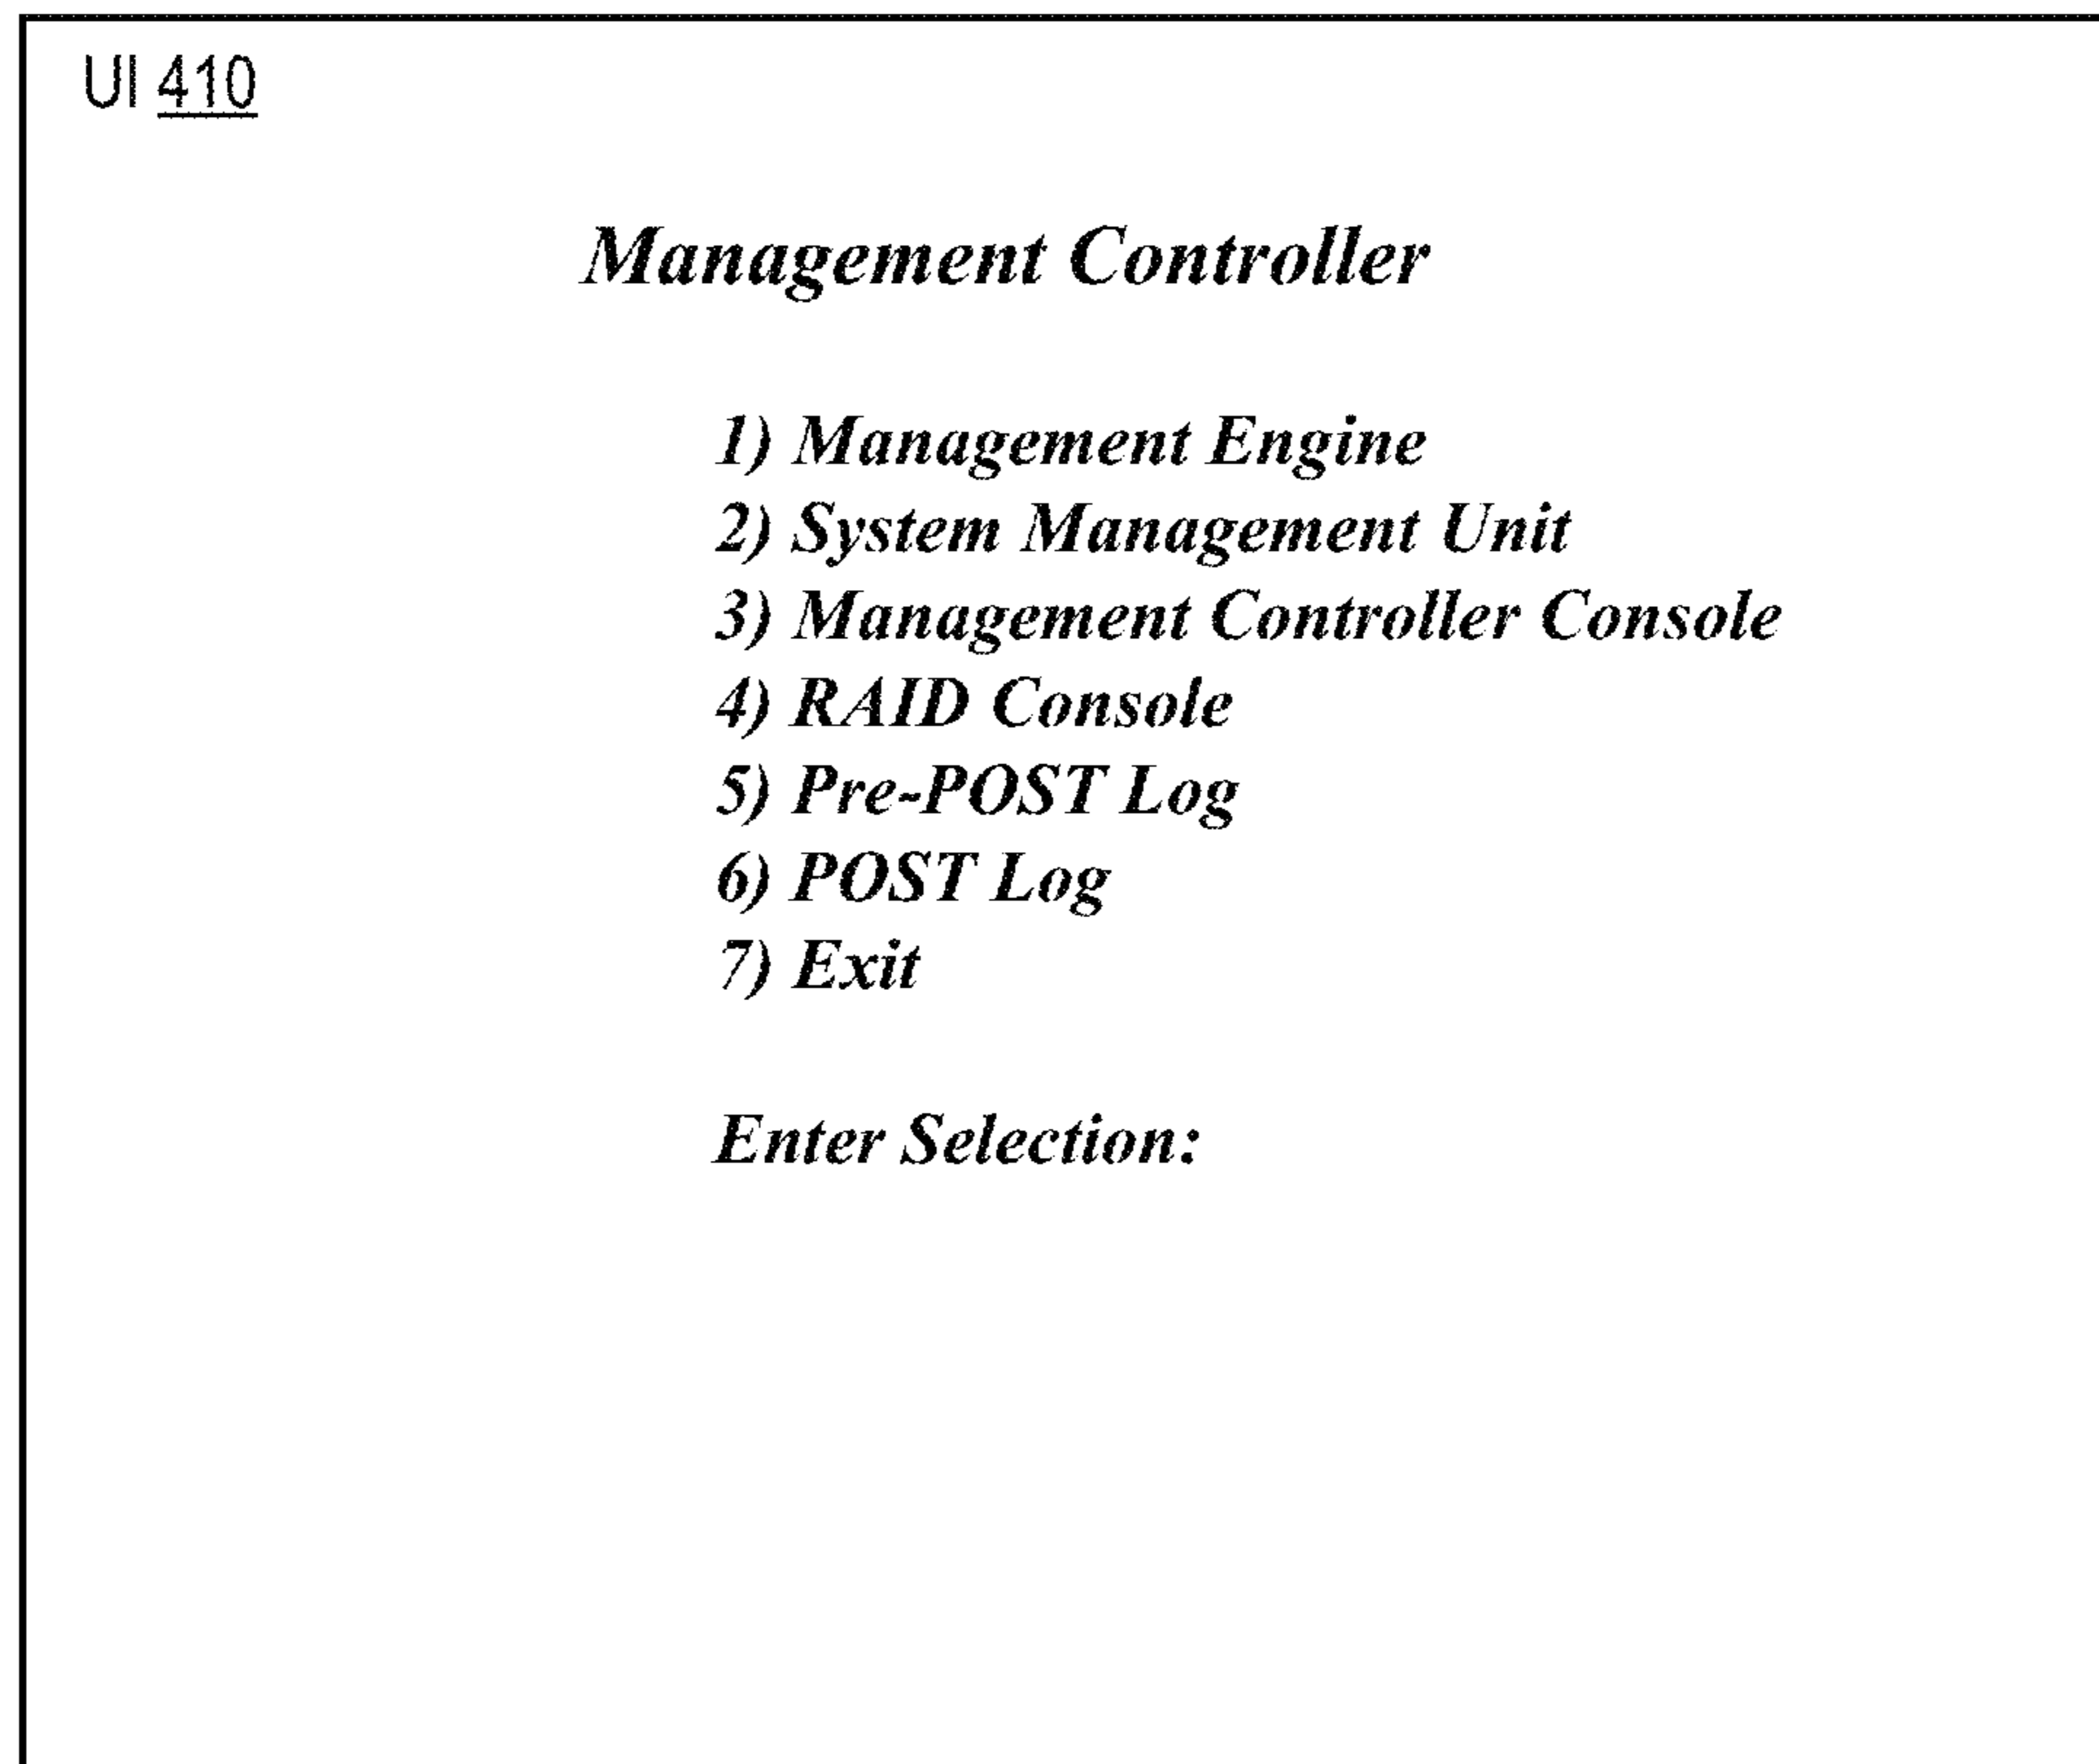 UI 410
Management Controller
1) Management Engine
2) System Management Unit
3) Management Controller Console
4) RAID Console
5) Pre-POST Log
6) POST Log
7) Exit
Enter Selection: